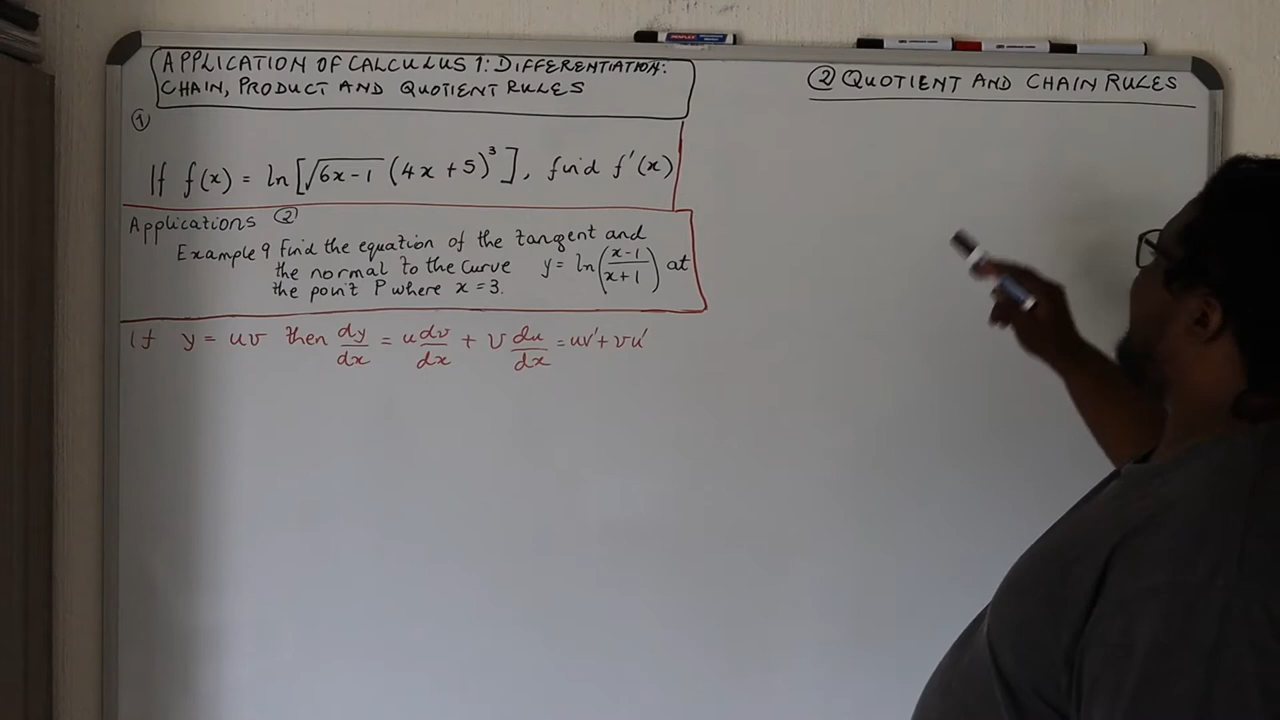 APPLICATION OF CALCULUS 1: DIFFERENTIATION:
CHAIN, PRODUCT AND QUOTIENT RULES
①
If f(x) = ln[√(6x-1) (4x+5)³], find f'(x)
Applications ②
Example 9 Find the equation of the tangent and
the normal to the curve y = ln((x-1)/(x+1)) at
the point P where x = 3.
If y = uv then dy/dx = u dv/dx + v du/dx = uv' + vu'
② QUOTIENT AND CHAIN RULES